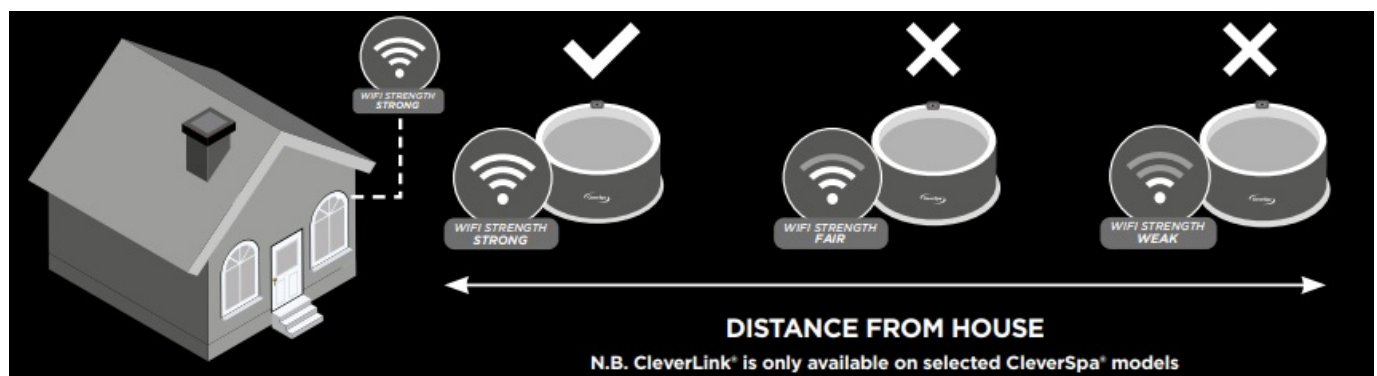 WIFI STRENGTH
STRONG
WIFI STRENGTH
STRONG
WIFI STRENGTH
FAIR
WIFI STRENGTH
WEAK
DISTANCE FROM HOUSE
N.B. CleverLink® is only available on selected CleverSpa® models